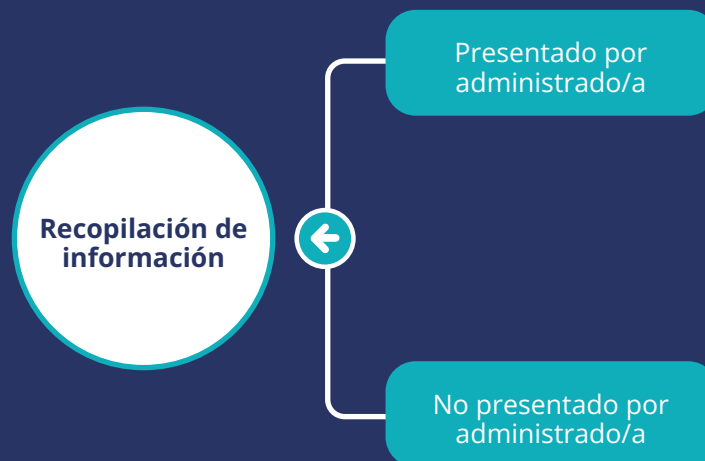 Presentado por
administrado/a
Recopilación de
información
No presentado por
administrado/a